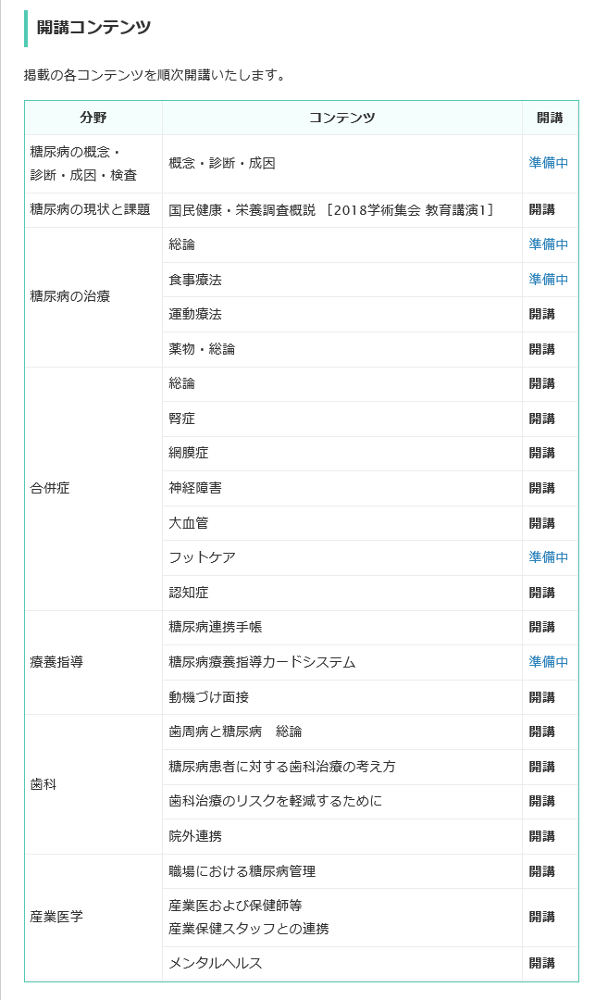 開講コンテンツ
掲載の各コンテンツを順次開講いたします。
分野 コンテンツ 開講
糖尿病の概念・
診断・成因・検査
概念・診断・成因 準備中
糖尿病の現状と課題 国民健康・栄養調査概説 ［2018学術集会 教育講演1］ 開講
糖尿病の治療
総論 準備中
食事療法 準備中
運動療法 開講
薬物・総論 開講
合併症
総論 開講
腎症 開講
網膜症 開講
神経障害 開講
大血管 開講
フットケア 準備中
認知症 開講
療養指導
糖尿病連携手帳 開講
糖尿病療養指導カードシステム 準備中
動機づけ面接 開講
歯科
歯周病と糖尿病　総論 開講
糖尿病患者に対する歯科治療の考え方 開講
歯科治療のリスクを軽減するために 開講
院外連携 開講
産業医学
職場における糖尿病管理 開講
産業医および保健師等
産業保健スタッフとの連携
開講
メンタルヘルス 開講